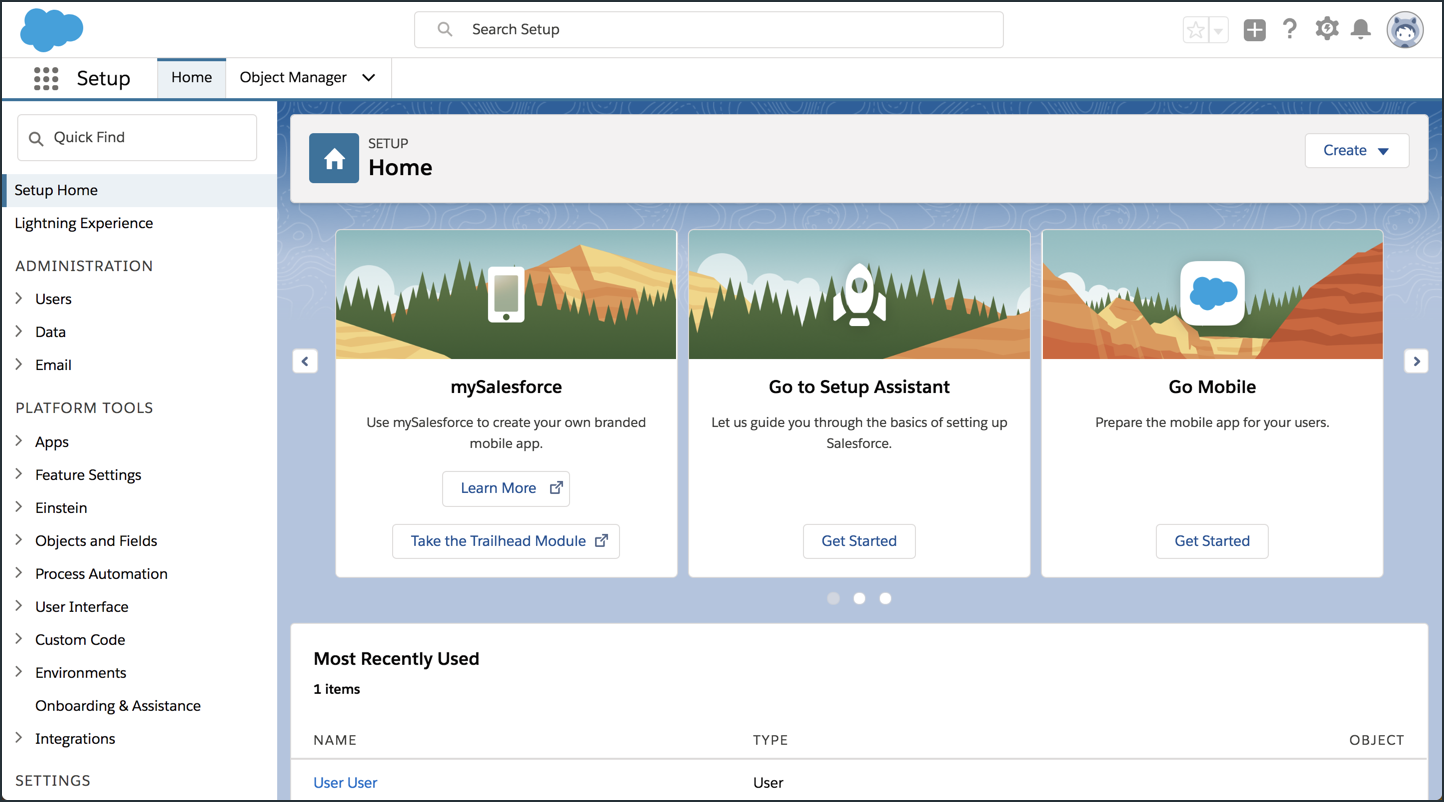 Search Setup
Setup
Home
Object Manager
Quick Find
Setup Home
Lightning Experience
ADMINISTRATION
Users
Data
Email
PLATFORM TOOLS
Apps
Feature Settings
Einstein
Objects and Fields
Process Automation
User Interface
Custom Code
Environments
Onboarding & Assistance
Integrations
SETTINGS
SETUP
Home
Create
mySalesforce
Use mySalesforce to create your own branded
mobile app.
Learn More
Take the Trailhead Module
Go to Setup Assistant
Let us guide you through the basics of setting up
Salesforce.
Get Started
Go Mobile
Prepare the mobile app for your users.
Get Started
Most Recently Used
1 items
NAME TYPE OBJECT
User User User